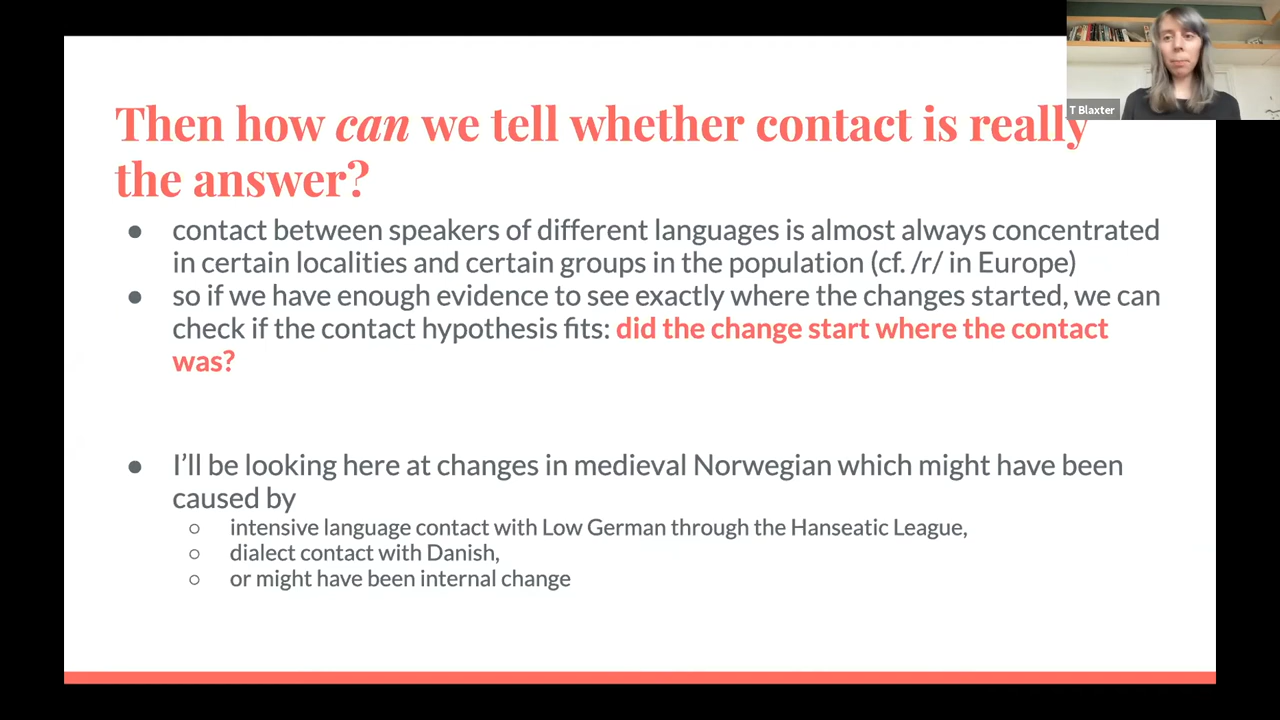 Then how can we tell whether contact is really
the answer?
T Blaxter
● contact between speakers of different languages is almost always concentrated
in certain localities and certain groups in the population (cf. /r/ in Europe)
● so if we have enough evidence to see exactly where the changes started, we can
check if the contact hypothesis fits: did the change start where the contact
was?
● I’ll be looking here at changes in medieval Norwegian which might have been
caused by
○ intensive language contact with Low German through the Hanseatic League,
○ dialect contact with Danish,
○ or might have been internal change